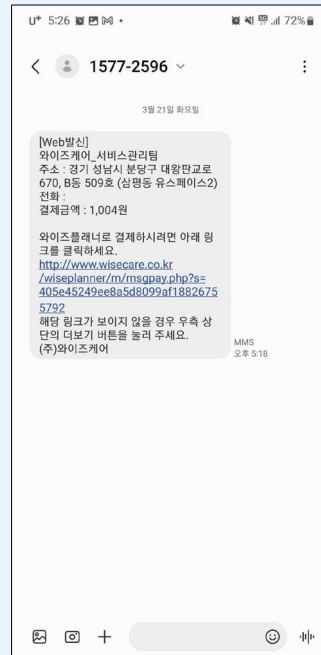 U⁺ 5:26
72%
1577-2596
3월 21일 화요일
[Web발신]
와이즈케어_서비스관리팀
주소 : 경기 성남시 분당구 대왕판교로
670, B동 509호 (삼평동 유스페이스2)
전화 :
결제금액 : 1,004원
와이즈플래너로 결제하시려면 아래 링
크를 클릭하세요.
http://www.wisecare.co.kr
/wiseplanner/m/msgpay.php?s=
405e45249ee8a5d8099af1882675
5792
해당 링크가 보이지 않을 경우 우측 상
단의 더보기 버튼을 눌러 주세요.
(주)와이즈케어
MMS
오후 5:18